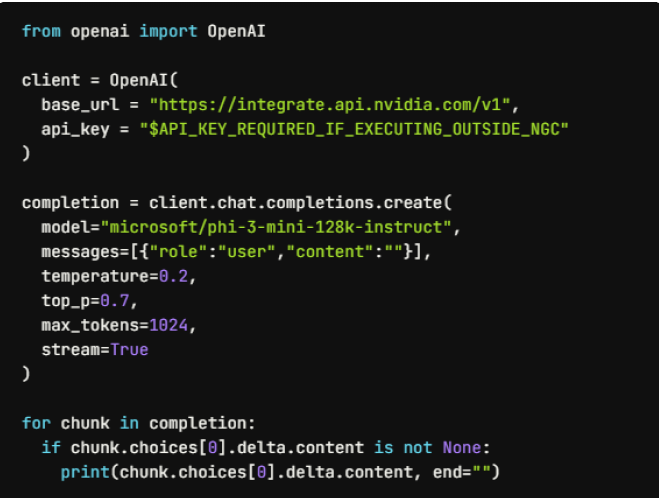 from openai import OpenAI

client = OpenAI(
  base_url = "https://integrate.api.nvidia.com/v1",
  api_key = "$API_KEY_REQUIRED_IF_EXECUTING_OUTSIDE_NGC"
)

completion = client.chat.completions.create(
  model="microsoft/phi-3-mini-128k-instruct",
  messages=[{"role":"user","content":""}],
  temperature=0.2,
  top_p=0.7,
  max_tokens=1024,
  stream=True
)

for chunk in completion:
  if chunk.choices[0].delta.content is not None:
    print(chunk.choices[0].delta.content, end="")